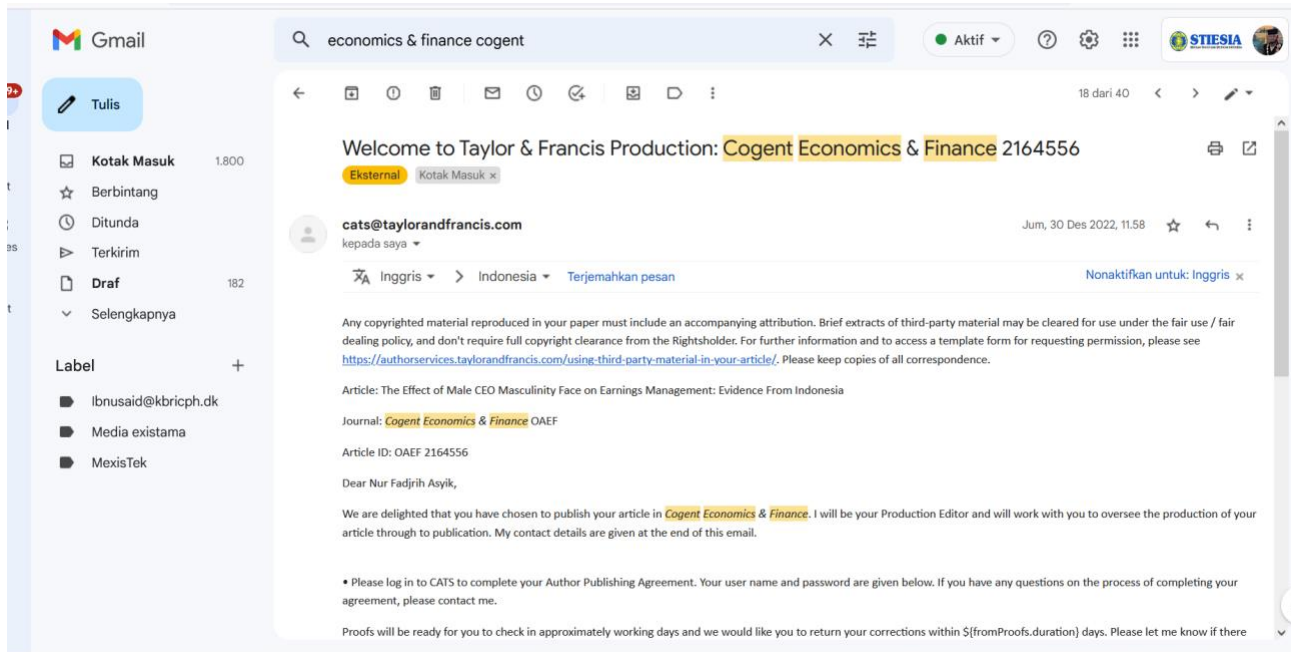 Gmail
economics & finance cogent
Aktif
STIESIA
9+
Tulis
18 dari 40
Kotak Masuk 1.800
Berbintang
Ditunda
Terkirim
Draf 182
Selengkapnya
Label
Ibnusaid@kbricph.dk
Media existama
MexisTek
t
es
t
Welcome to Taylor & Francis Production: Cogent Economics & Finance 2164556
Eksternal Kotak Masuk x
cats@taylorandfrancis.com
Jum, 30 Des 2022, 11.58
kepada saya
Inggris > Indonesia Terjemahkan pesan
Nonaktifkan untuk: Inggris x
Any copyrighted material reproduced in your paper must include an accompanying attribution. Brief extracts of third-party material may be cleared for use under the fair use / fair
dealing policy, and don't require full copyright clearance from the Rightsholder. For further information and to access a template form for requesting permission, please see
https://authorservices.taylorandfrancis.com/using-third-party-material-in-your-article/. Please keep copies of all correspondence.
Article: The Effect of Male CEO Masculinity Face on Earnings Management: Evidence From Indonesia
Journal: Cogent Economics & Finance OAEF
Article ID: OAEF 2164556
Dear Nur Fadjrih Asyik,
We are delighted that you have chosen to publish your article in Cogent Economics & Finance. I will be your Production Editor and will work with you to oversee the production of your
article through to publication. My contact details are given at the end of this email.
• Please log in to CATS to complete your Author Publishing Agreement. Your user name and password are given below. If you have any questions on the process of completing your
agreement, please contact me.
Proofs will be ready for you to check in approximately working days and we would like you to return your corrections within ${fromProofs.duration} days. Please let me know if there